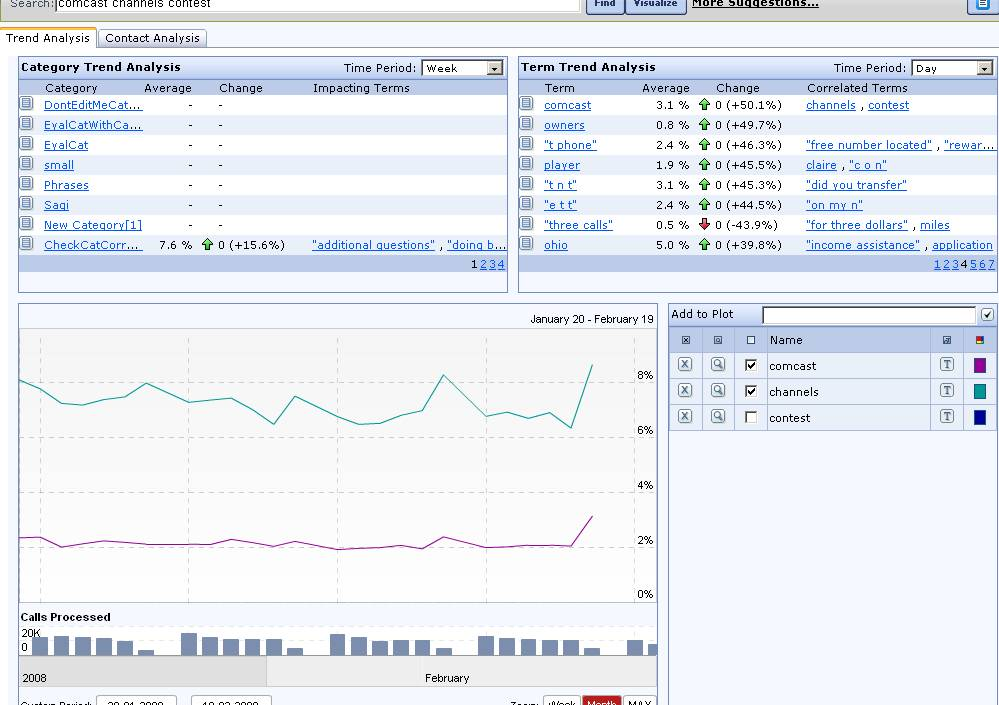 Search: comcast channels contest Find Visualize More Suggestions...
Trend Analysis Contact Analysis
Category Trend Analysis Time Period: Week
Category Average Change Impacting Terms
DontEditMeCat... - -
EyalCatWithCa... - -
EyalCat - -
small - -
Phrases - -
Sagi - -
New Category[1] - -
CheckCatCorr... 7.6 % 0 (+15.6%) "additional questions" , "doing b...
1 2 3 4
Term Trend Analysis Time Period: Day
Term Average Change Correlated Terms
comcast 3.1 % 0 (+50.1%) channels , contest
owners 0.8 % 0 (+49.7%)
"t phone" 2.4 % 0 (+46.3%) "free number located" , "rewar...
player 1.9 % 0 (+45.5%) claire , "c o n"
"t n t" 3.1 % 0 (+45.3%) "did you transfer"
"e t t" 2.4 % 0 (+44.5%) "on my n"
"three calls" 0.5 % 0 (-43.9%) "for three dollars" , miles
ohio 5.0 % 0 (+39.8%) "income assistance" , application
1 2 3 4 5 6 7
January 20 - February 19
8%
6%
4%
2%
0%
Calls Processed
20K
0
2008 February
Custom Period: Zoom: Week Month MAX
Add to Plot
Name
X comcast T
X channels T
X contest T